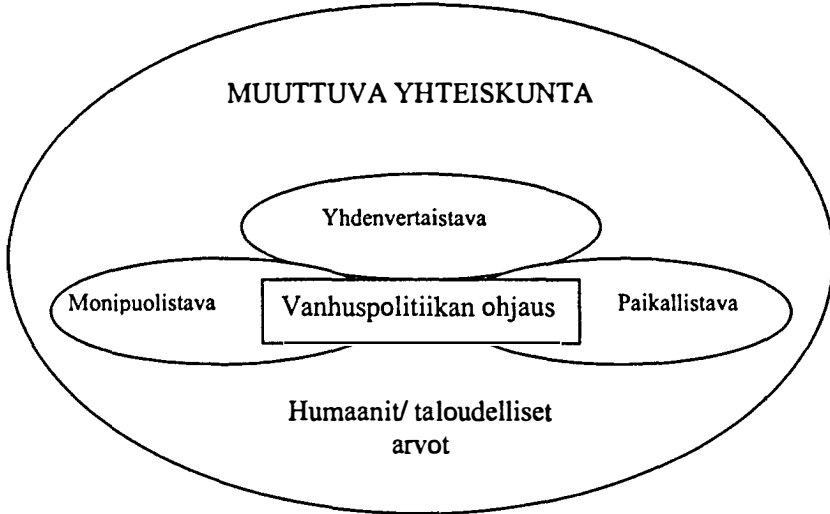 MUUTTUVA YHTEISKUNTA
Yhdenvertaistava
Monipuolistava
Vanhuspolitiikan ohjaus
Paikallistava
Humaanit/ taloudelliset
arvot